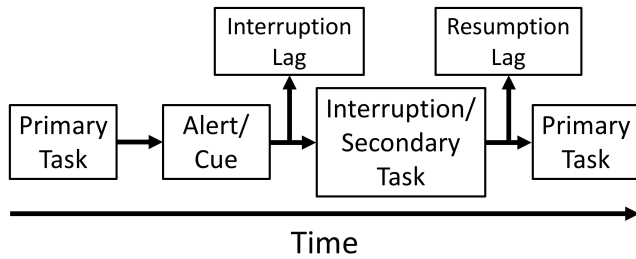 Interruption
Lag
Resumption
Lag
Primary
Task
Alert/
Cue
Interruption/
Secondary
Task
Primary
Task
Time